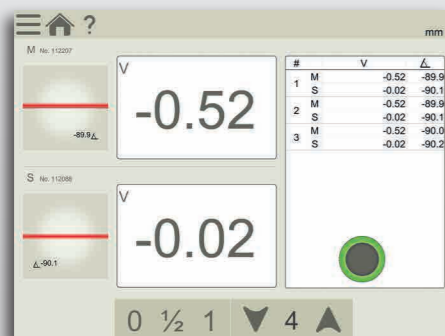 ?
mm
M No. 112207
-89.9
V
-0.52
S No. 112088
-90.1
V
-0.02
# V
1 M -0.52 -89.9
S -0.02 -90.1
2 M -0.52 -89.9
S -0.02 -90.1
3 M -0.52 -90.0
S -0.02 -90.2
0 ½ 1 4